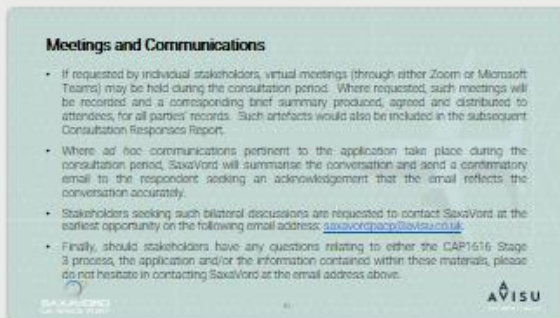 Meetings and Communications
• If requested by individual stakeholders, virtual meetings (through either Zoom or Microsoft
Teams) may be held during the consultation period. Where requested, such meetings will
be recorded and a corresponding brief summary produced, agreed and distributed to
attendees, for all parties' records. Such artefacts would also be included in the subsequent
Consultation Responses Report.
• Where ad hoc communications pertinent to the application take place during the
consultation period, SaxaVord will summarise the conversation and send a confirmatory
email to the respondent seeking an acknowledgement that the email reflects the
conversation accurately.
• Stakeholders seeking such bilateral discussions are requested to contact SaxaVord at the
earliest opportunity on the following email address: saxavordpacp@avisu.co.uk.
• Finally, should stakeholders have any questions relating to either the CAP1616 Stage
3 process, the application and/or the information contained within these materials, please
do not hesitate in contacting SaxaVord at the email address above.
SAXAVORD
UK SPACE PORT
AVISU